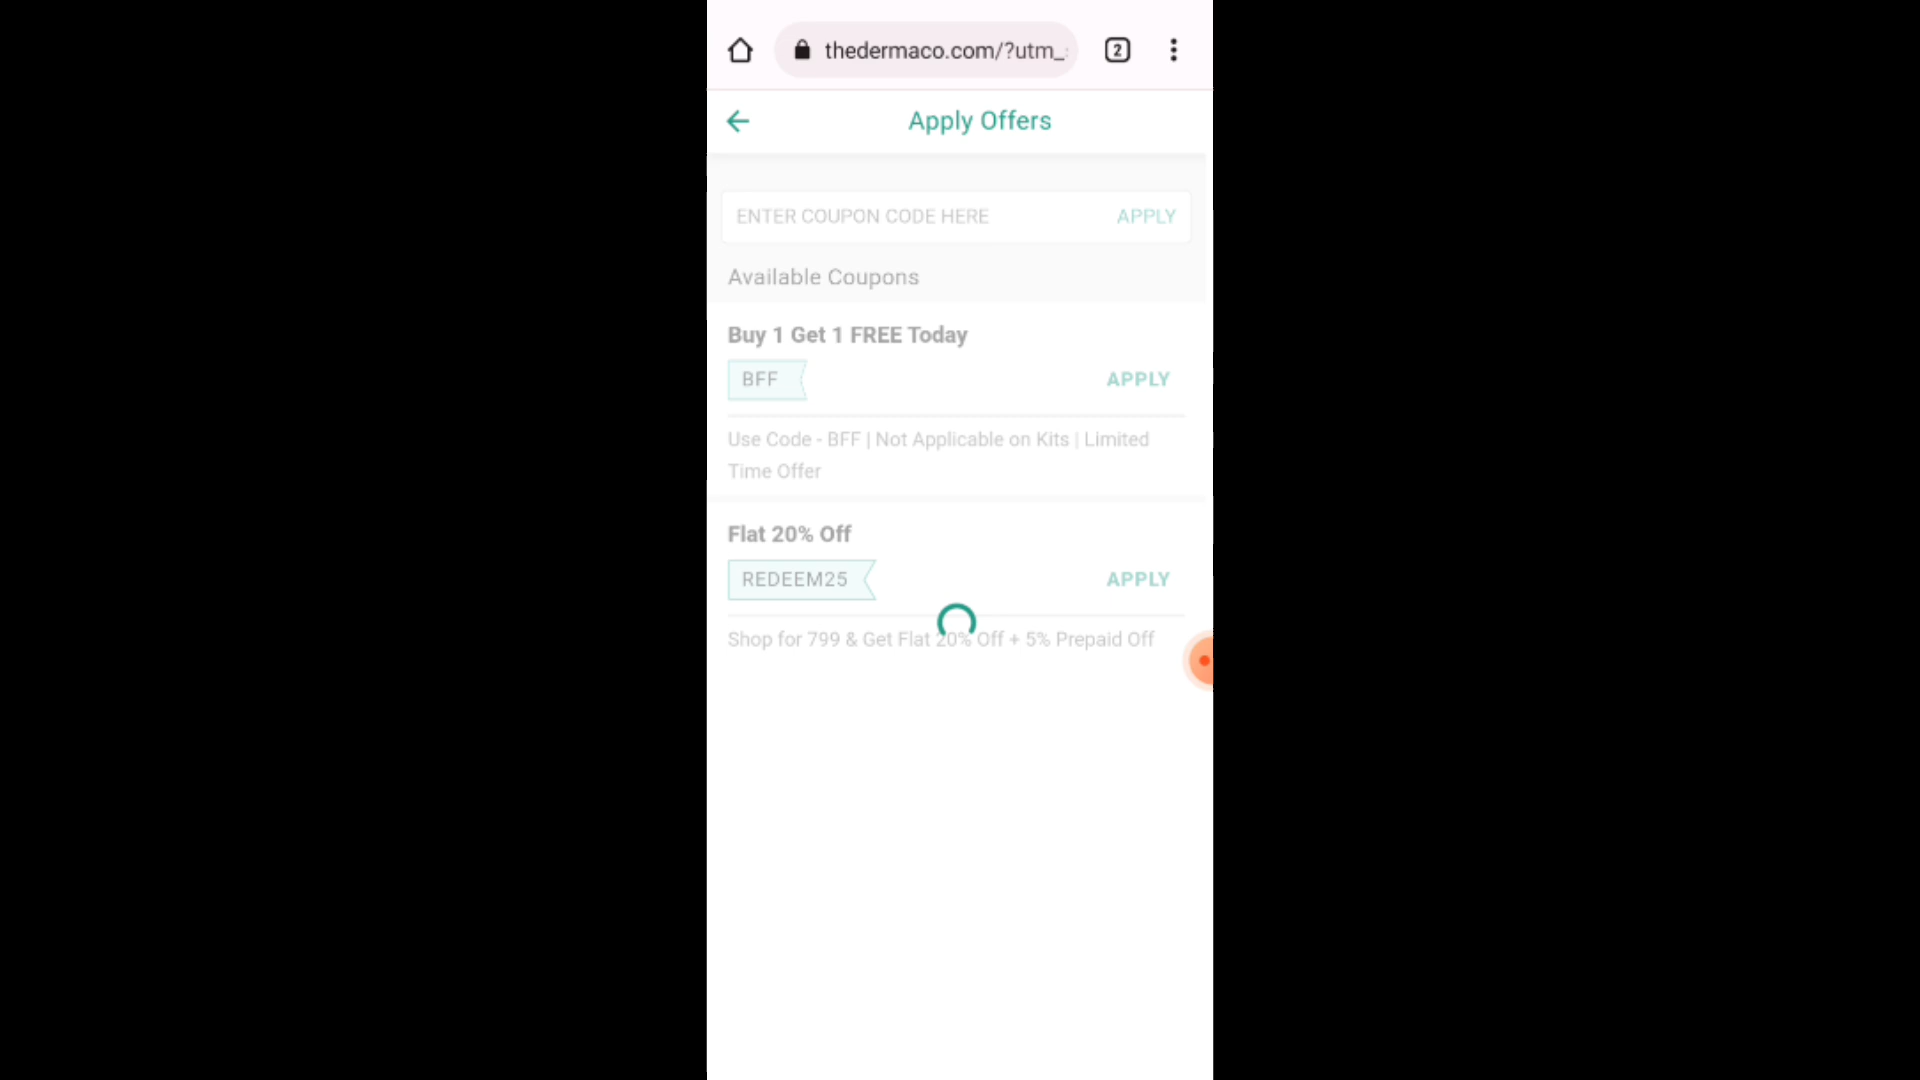 thedermaco.com/?utm_
2
Apply Offers
ENTER COUPON CODE HERE APPLY
Available Coupons
Buy 1 Get 1 FREE Today
BFF APPLY
Use Code - BFF | Not Applicable on Kits | Limited
Time Offer
Flat 20% Off
REDEEM25 APPLY
Shop for 799 & Get Flat 20% Off + 5% Prepaid Off